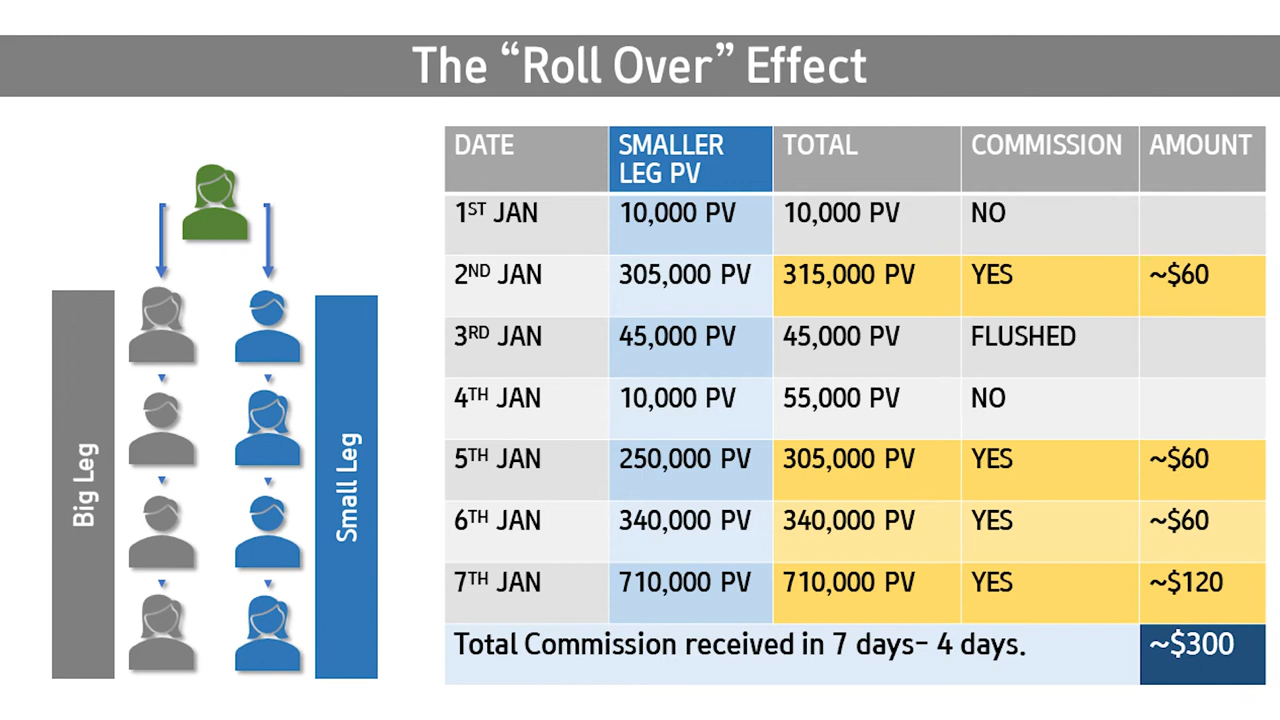 The “Roll Over” Effect
Big Leg
Small Leg
DATE SMALLER LEG PV TOTAL COMMISSION AMOUNT
1ST JAN 10,000 PV 10,000 PV NO
2ND JAN 305,000 PV 315,000 PV YES ~$60
3RD JAN 45,000 PV 45,000 PV FLUSHED
4TH JAN 10,000 PV 55,000 PV NO
5TH JAN 250,000 PV 305,000 PV YES ~$60
6TH JAN 340,000 PV 340,000 PV YES ~$60
7TH JAN 710,000 PV 710,000 PV YES ~$120
Total Commission received in 7 days- 4 days. ~$300